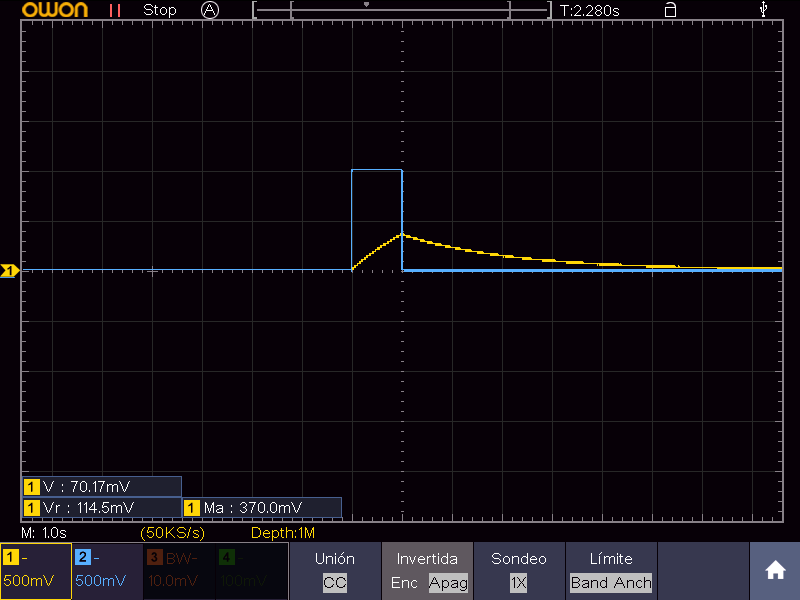 owon Stop A T:2.280s
1
1 V : 70.17mV
1 Vr : 114.5mV 1 Ma : 370.0mV
M: 1.0s (50KS/s) Depth:1M
1 - 2 - 3 BW- 4 - Unión Invertida Sondeo Límite
500mV 500mV 10.0mV 100mV CC Enc Apag 1X Band Anch